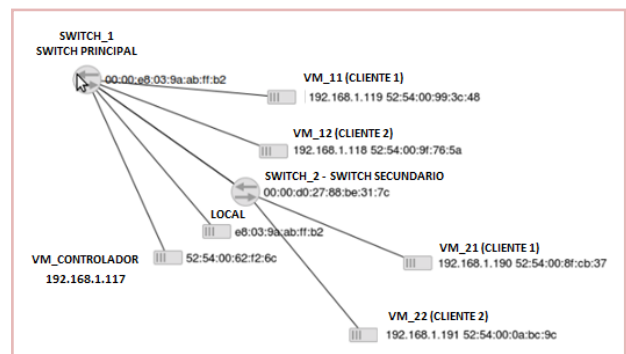 SWITCH_1
SWITCH PRINCIPAL
00:00:e8:03:9a:ab:ff:b2
VM_11 (CLIENTE 1)
192.168.1.119 52:54:00:99:3c:48
VM_12 (CLIENTE 2)
192.168.1.118 52:54:00:9f:76:5a
SWITCH_2 - SWITCH SECUNDARIO
00:00:d0:27:88:be:31:7c
LOCAL
e8:03:9a:ab:ff:b2
VM_CONTROLADOR
192.168.1.117
52:54:00:62:f2:6c
VM_21 (CLIENTE 1)
192.168.1.190 52:54:00:8f:cb:37
VM_22 (CLIENTE 2)
192.168.1.191 52:54:00:0a:bc:9c